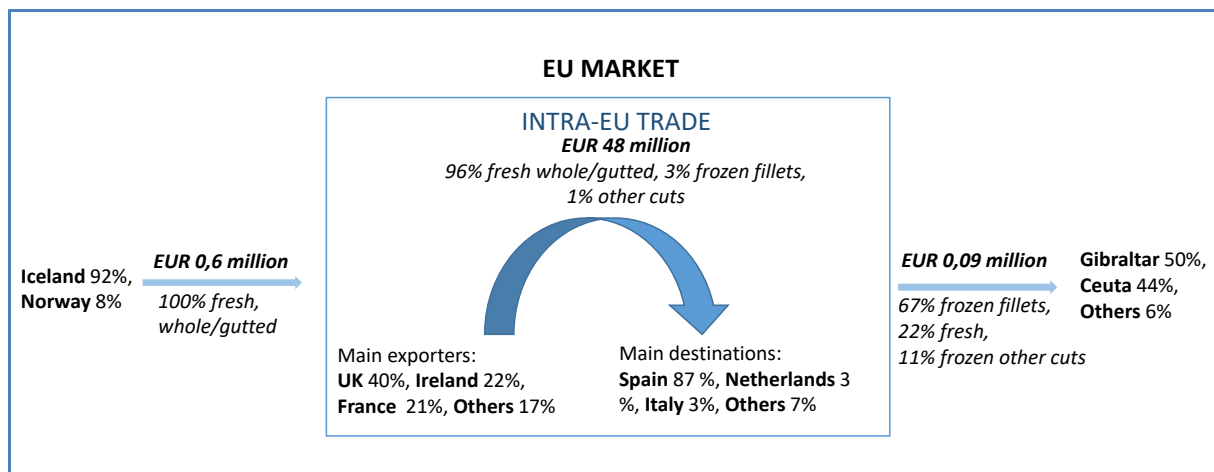 EU MARKET
INTRA-EU TRADE
EUR 48 million
96% fresh whole/gutted, 3% frozen fillets,
1% other cuts
Iceland 92%,
Norway 8%
EUR 0,6 million
100% fresh,
whole/gutted
Main exporters:
UK 40%, Ireland 22%,
France 21%, Others 17%
Main destinations:
Spain 87 %, Netherlands 3
%, Italy 3%, Others 7%
EUR 0,09 million
67% frozen fillets,
22% fresh,
11% frozen other cuts
Gibraltar 50%,
Ceuta 44%,
Others 6%